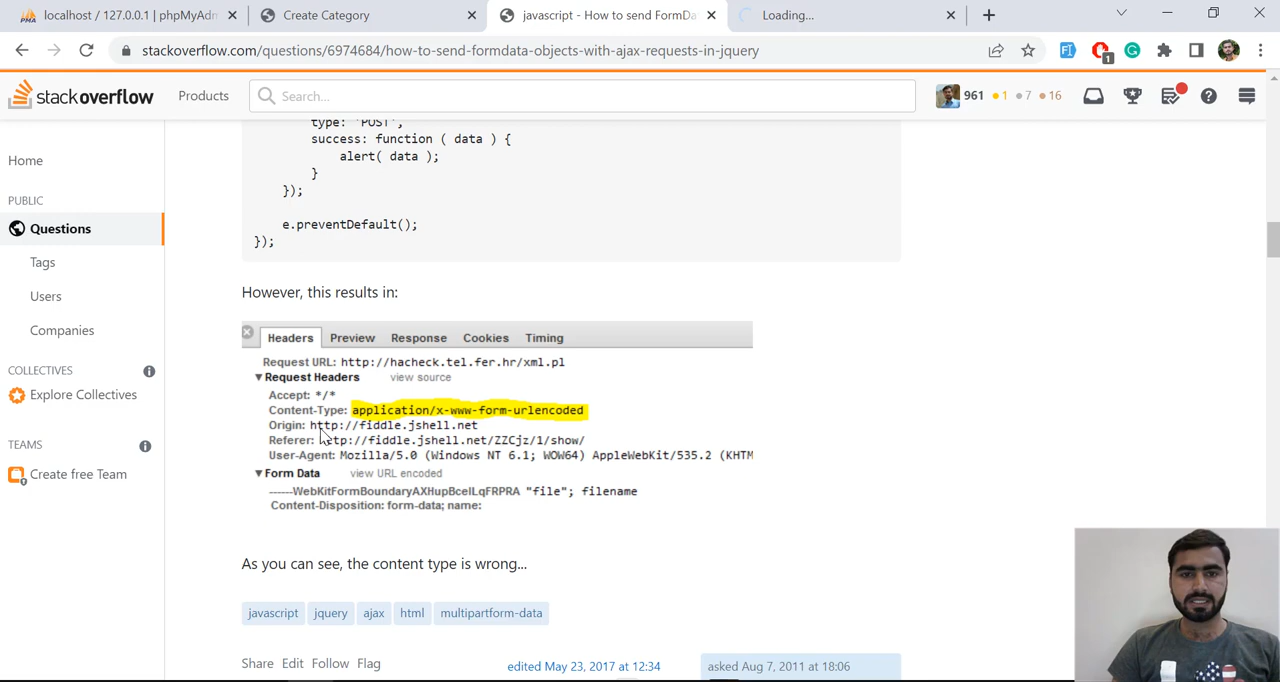 localhost / 127.0.0.1 | phpMyAdm
Create Category
javascript - How to send FormDa
Loading...
stackoverflow.com/questions/6974684/how-to-send-formdata-objects-with-ajax-requests-in-jquery
1
stackoverflow
Products
Search...
961 1 7 16
Home
PUBLIC
Questions
Tags
Users
Companies
COLLECTIVES
Explore Collectives
TEAMS
Create free Team
type: 'POST',
success: function ( data ) {
alert( data );
}
});
e.preventDefault();
});
However, this results in:
Headers Preview Response Cookies Timing
Request URL: http://hacheck.tel.fer.hr/xml.pl
Request Headers view source
Accept: */*
Content-Type: application/x-www-form-urlencoded
Origin: http://fiddle.jshell.net
Referer: http://fiddle.jshell.net/ZZCjz/1/show/
User-Agent: Mozilla/5.0 (Windows NT 6.1; WOW64) AppleWebKit/535.2 (KHTM
Form Data view URL encoded
------WebKitFormBoundaryAXHupBcelLqFRPRA "file"; filename
Content-Disposition: form-data; name:
As you can see, the content type is wrong...
javascript jquery ajax html multipartform-data
Share Edit Follow Flag
edited May 23, 2017 at 12:34
asked Aug 7, 2011 at 18:06